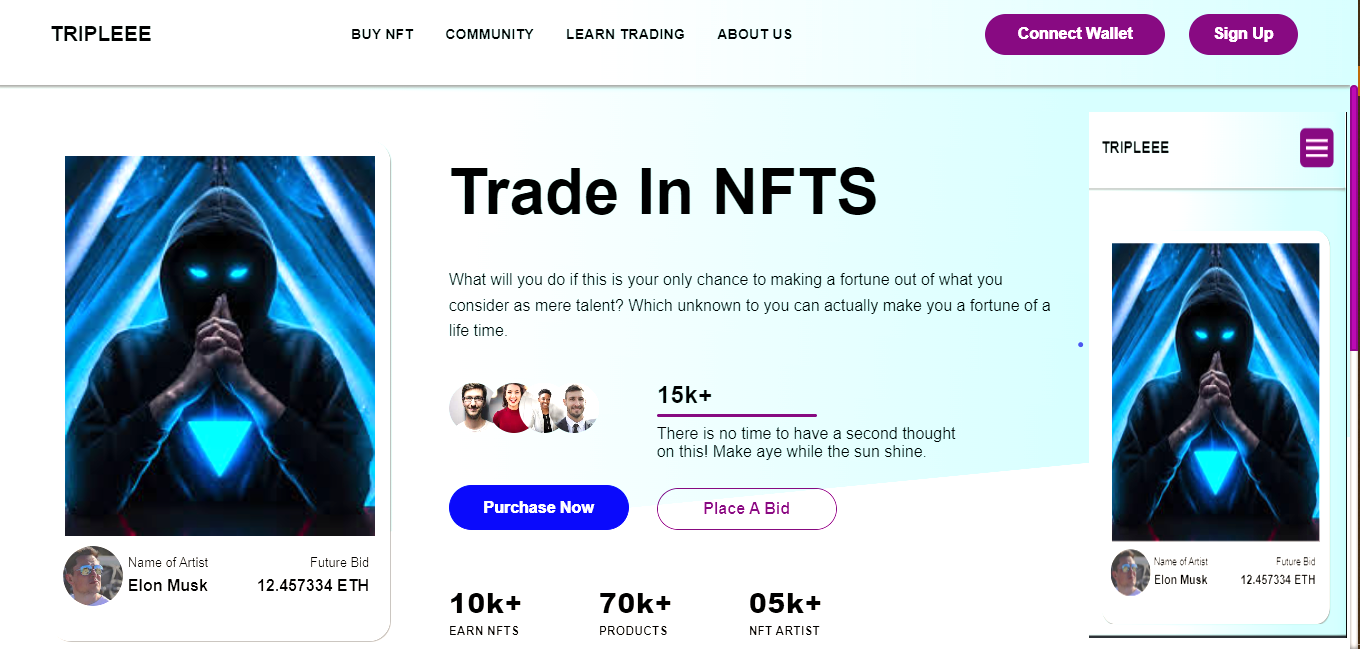 TRIPLEEE
BUY NFT
COMMUNITY
LEARN TRADING
ABOUT US
Connect Wallet
Sign Up
Trade In NFTS
What will you do if this is your only chance to making a fortune out of what you
consider as mere talent? Which unknown to you can actually make you a fortune of a
life time.
15k+
There is no time to have a second thought
on this! Make aye while the sun shine.
Purchase Now
Place A Bid
10k+
EARN NFTS
70k+
PRODUCTS
05k+
NFT ARTIST
Name of Artist
Elon Musk
Future Bid
12.457334 ETH
TRIPLEEE
Name of Artist
Elon Musk
Future Bid
12.457334 ETH